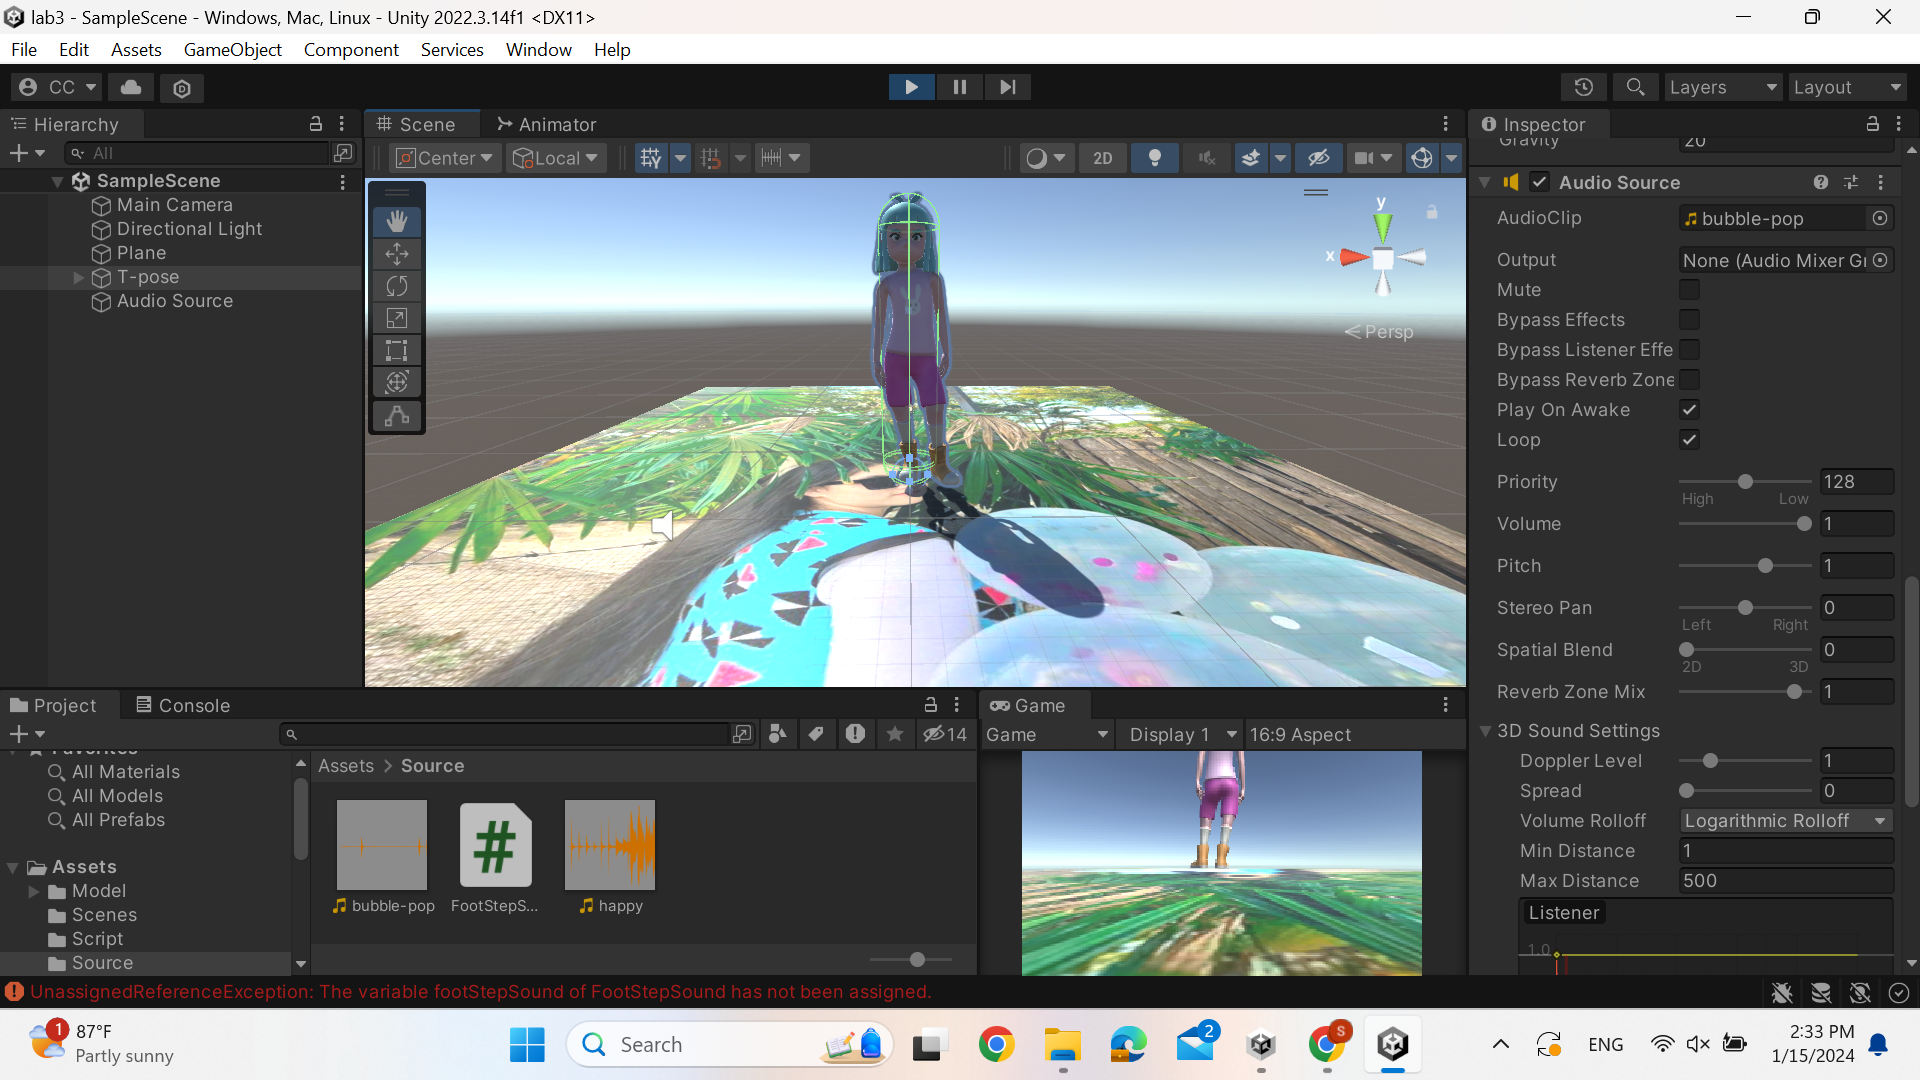 lab3 - SampleScene - Windows, Mac, Linux - Unity 2022.3.14f1 <DX11>
File Edit Assets GameObject Component Services Window Help
CC Layers Layout
Hierarchy
All
SampleScene
Main Camera
Directional Light
Plane
T-pose
Audio Source
Scene Animator
Center Local 2D
y
x
Persp
Inspector
Gravity 20
Audio Source
AudioClip bubble-pop
Output None (Audio Mixer Gr
Mute
Bypass Effects
Bypass Listener Effe
Bypass Reverb Zone
Play On Awake
Loop
Priority 128
High Low
Volume 1
Pitch 1
Stereo Pan 0
Left Right
Spatial Blend 0
2D 3D
Reverb Zone Mix 1
3D Sound Settings
Doppler Level 1
Spread 0
Volume Rolloff Logarithmic Rolloff
Min Distance 1
Max Distance 500
Listener
1.0
Project Console
14
Favorites
All Materials
All Models
All Prefabs
Assets
Model
Scenes
Script
Source
Assets > Source
bubble-pop FootStepS... happy
Game
Game Display 1 16:9 Aspect
UnassignedReferenceException: The variable footStepSound of FootStepSound has not been assigned.
1 87°F
Partly sunny
Search
2
S
ENG
2:33 PM
1/15/2024